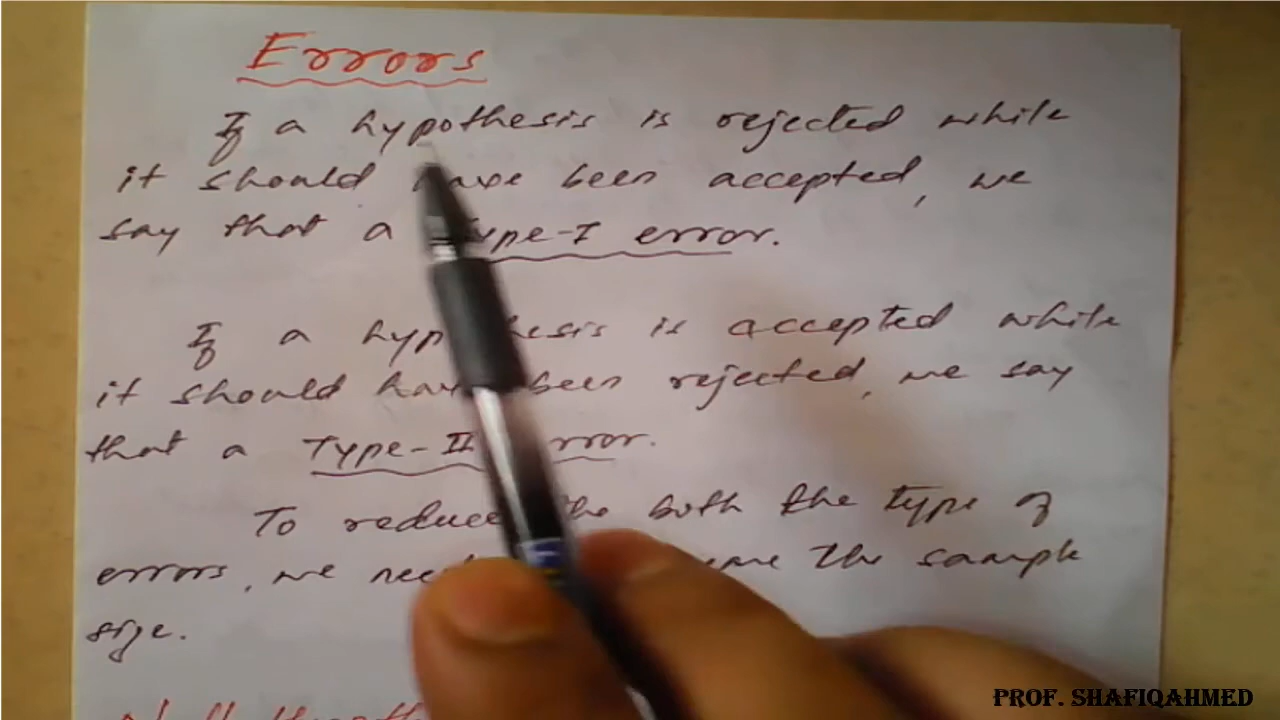 Errors
If a hypothesis is rejected while
it should have been accepted, we
say that a Type-I error.
If a hypothesis is accepted while
it should have been rejected, we say
that a Type-II error.
To reduce the both the type of
errors, we need the sample
size.
PROF. SHAFIQAHMED